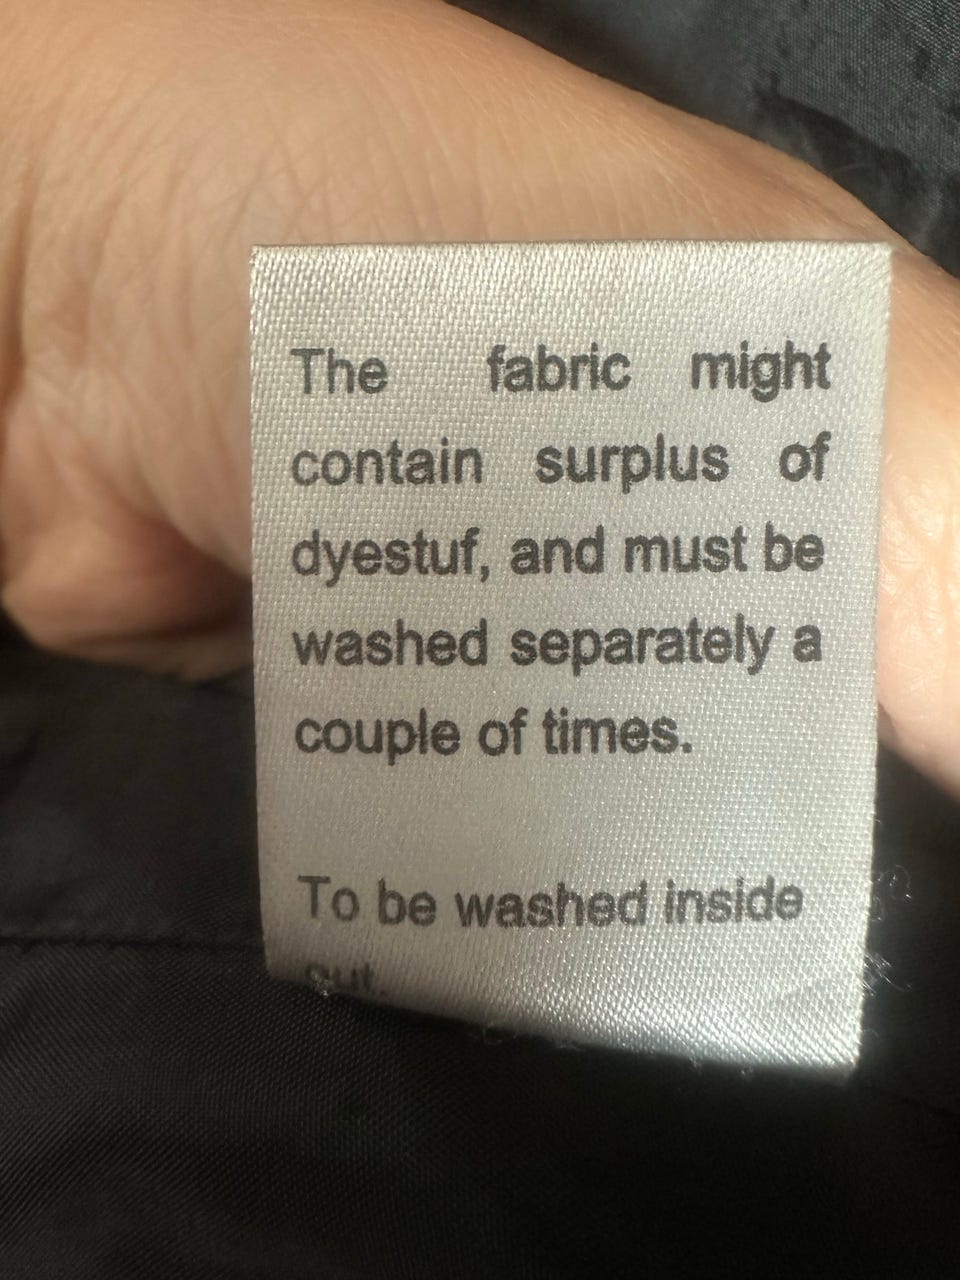 The fabric might
contain surplus of
dyestuf, and must be
washed separately a
couple of times.
To be washed inside
out.